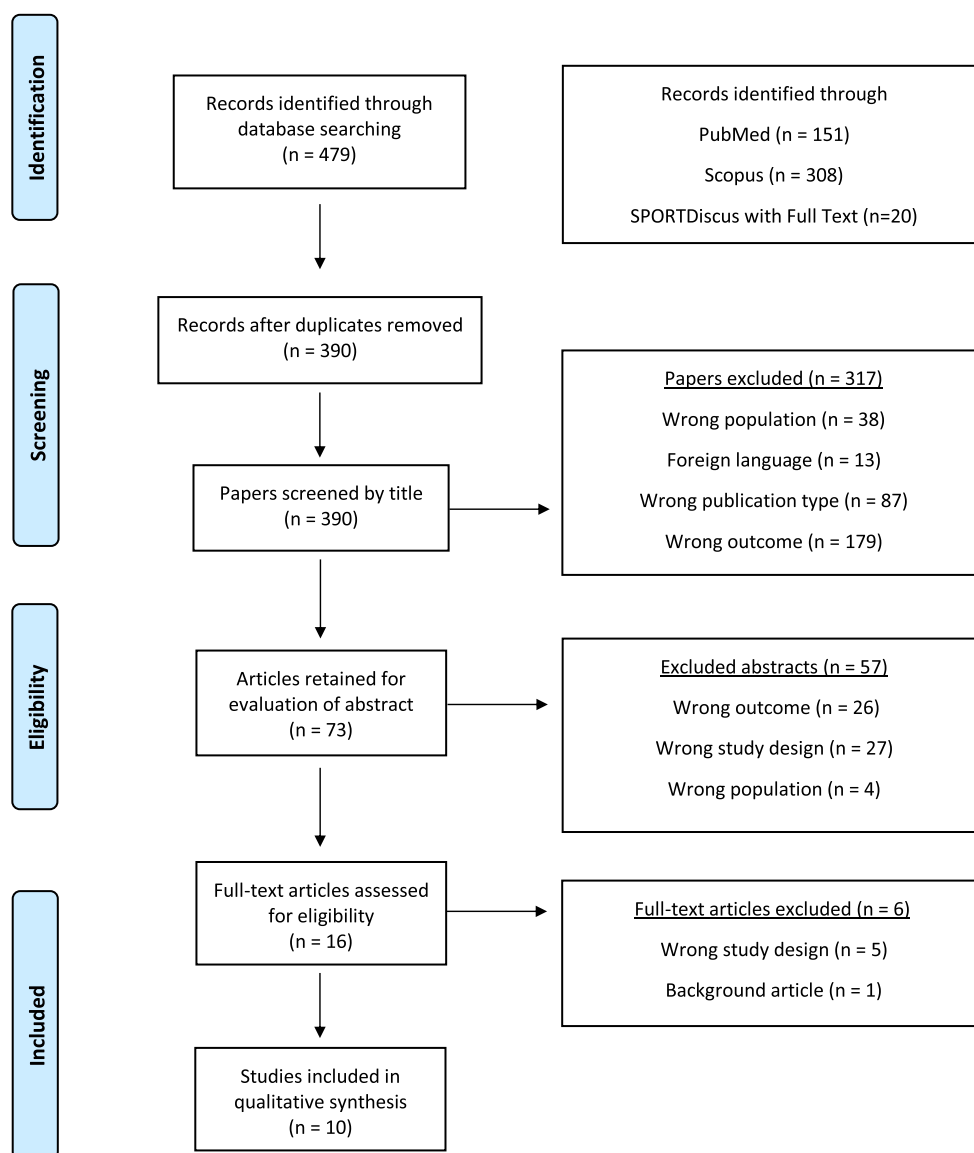 Identification
Records identified through
database searching
(n = 479)
Records identified through
PubMed (n = 151)
Scopus (n = 308)
SPORTDiscus with Full Text (n=20)
Screening
Records after duplicates removed
(n = 390)
Papers screened by title
(n = 390)
Papers excluded (n = 317)
Wrong population (n = 38)
Foreign language (n = 13)
Wrong publication type (n = 87)
Wrong outcome (n = 179)
Eligibility
Articles retained for
evaluation of abstract
(n = 73)
Excluded abstracts (n = 57)
Wrong outcome (n = 26)
Wrong study design (n = 27)
Wrong population (n = 4)
Included
Full-text articles assessed
for eligibility
(n = 16)
Full-text articles excluded (n = 6)
Wrong study design (n = 5)
Background article (n = 1)
Studies included in
qualitative synthesis
(n = 10)